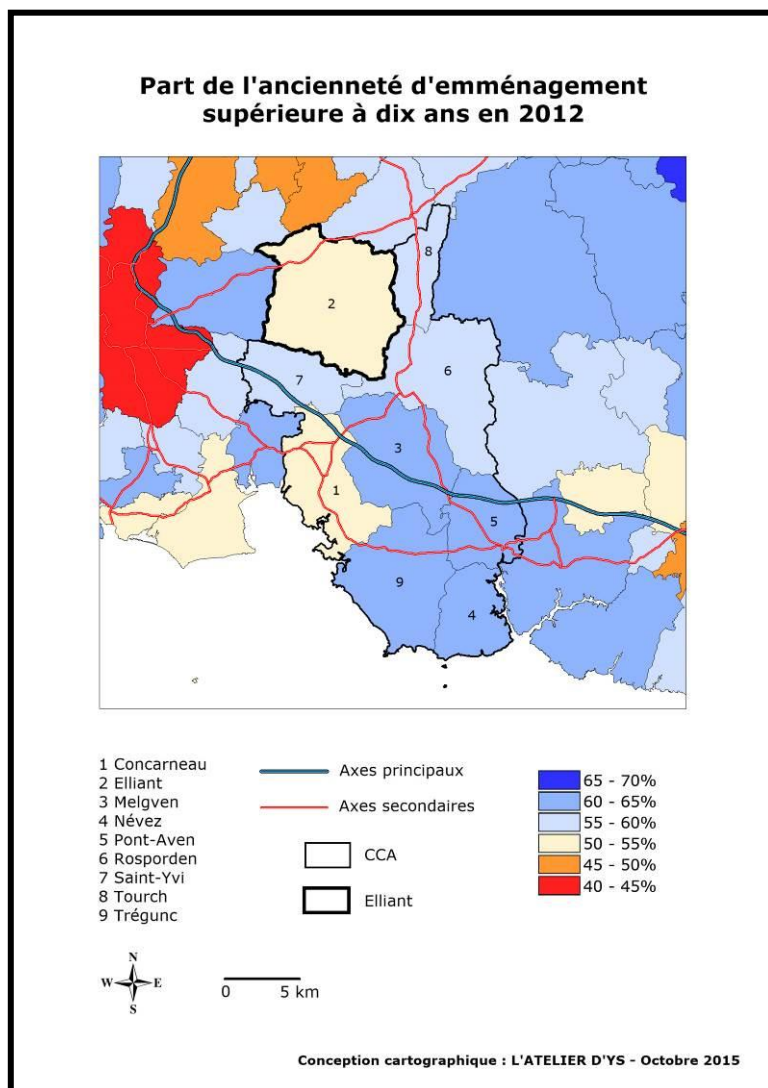 Part de l'ancienneté d'emménagement
supérieure à dix ans en 2012
8
2
6
7
3
1
5
9
4
1 Concarneau
2 Elliant
3 Melgven
4 Névez
5 Pont-Aven
6 Rosporden
7 Saint-Yvi
8 Tourch
9 Trégunc
Axes principaux
Axes secondaires
CCA
Elliant
65 - 70%
60 - 65%
55 - 60%
50 - 55%
45 - 50%
40 - 45%
N
W E
S
0 5 km
Conception cartographique : L'ATELIER D'YS - Octobre 2015